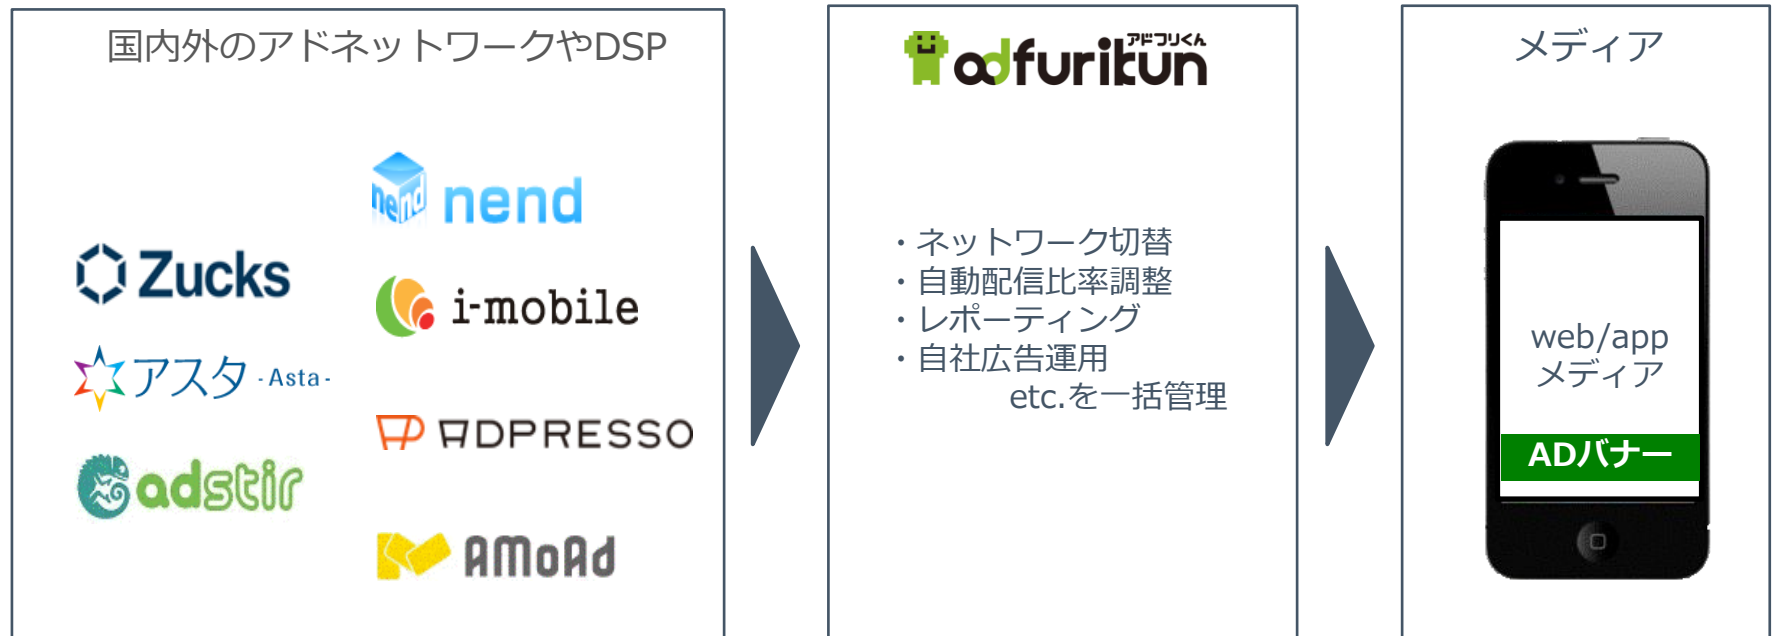 国内外のアドネットワークやDSP
nend
nend
Zucks
i-mobile
アスタ - Asta -
ADPRESSO
adstir
AMoAd
アドフリくん
adfurikun
・ネットワーク切替
・自動配信比率調整
・レポーティング
・自社広告運用
etc.を一括管理
メディア
web/app
メディア
ADバナー